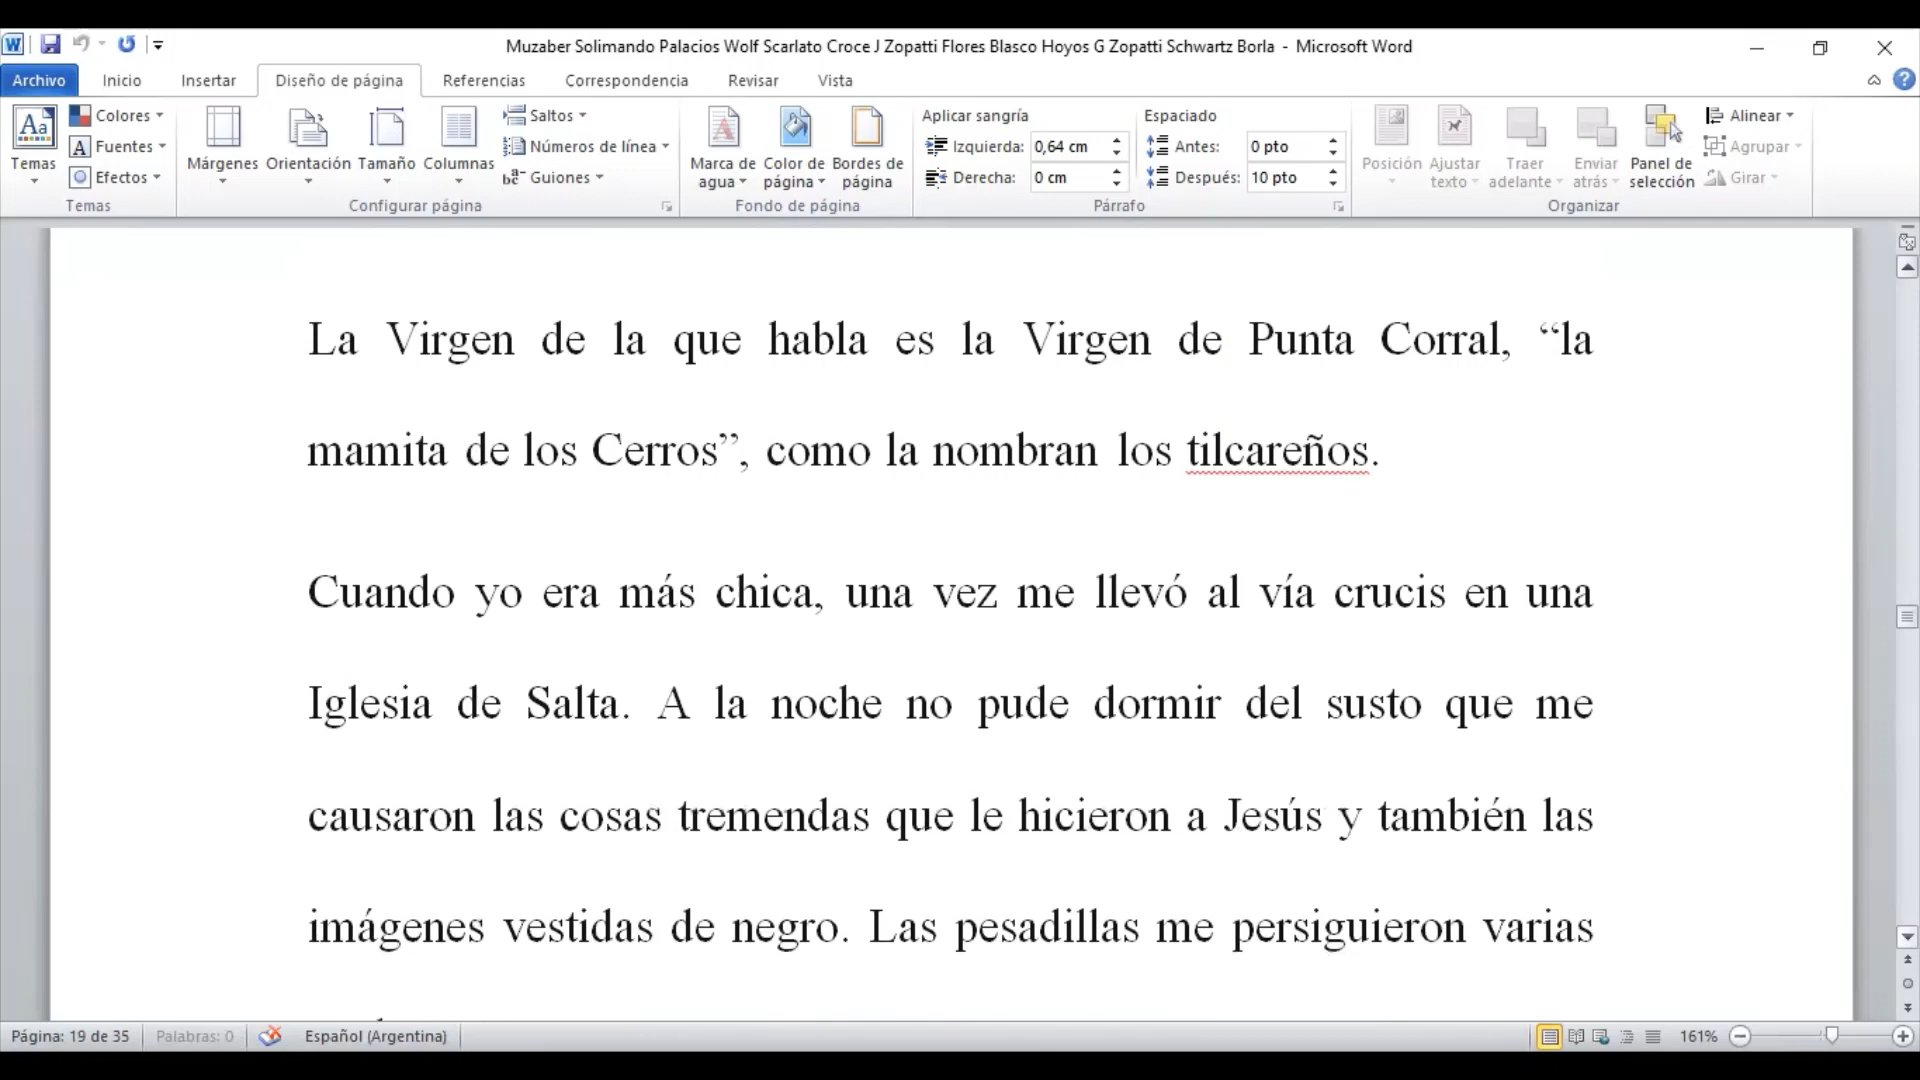 Muzaber Solimando Palacios Wolf Scarlato Croce J Zopatti Flores Blasco Hoyos G Zopatti Schwartz Borla - Microsoft Word
Archivo Inicio Insertar Diseño de página Referencias Correspondencia Revisar Vista
Temas
Colores
Fuentes
Efectos
Temas
Márgenes Orientación Tamaño Columnas
Saltos
Números de línea
Guiones
Configurar página
Marca de agua
Color de página
Bordes de página
Fondo de página
Aplicar sangría
Izquierda: 0,64 cm
Derecha: 0 cm
Espaciado
Antes: 0 pto
Después: 10 pto
Párrafo
Posición
Ajustar texto
Traer adelante
Enviar atrás
Panel de selección
Alinear
Agrupar
Girar
Organizar
La Virgen de la que habla es la Virgen de Punta Corral, “la
mamita de los Cerros”, como la nombran los tilcareños.
Cuando yo era más chica, una vez me llevó al vía crucis en una
Iglesia de Salta. A la noche no pude dormir del susto que me
causaron las cosas tremendas que le hicieron a Jesús y también las
imágenes vestidas de negro. Las pesadillas me persiguieron varias
Página: 19 de 35 Palabras: 0 Español (Argentina) 161%